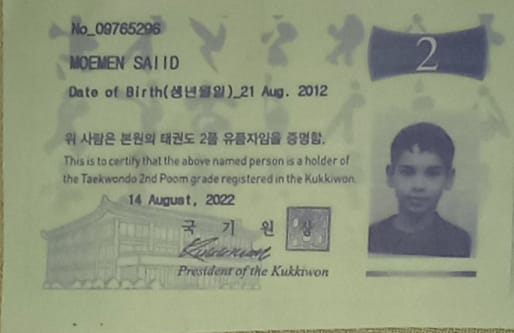 No_09765296
2
MOEMEN SAIID
Date of Birth(생년월일)_21 Aug. 2012
위 사람은 본원의 태권도 2품 유품자임을 증명함.
This is to certify that the above named person is a holder of
the Taekwondo 2nd Poom grade registered in the Kukkiwon.
14 August, 2022
국 기 원
President of the Kukkiwon